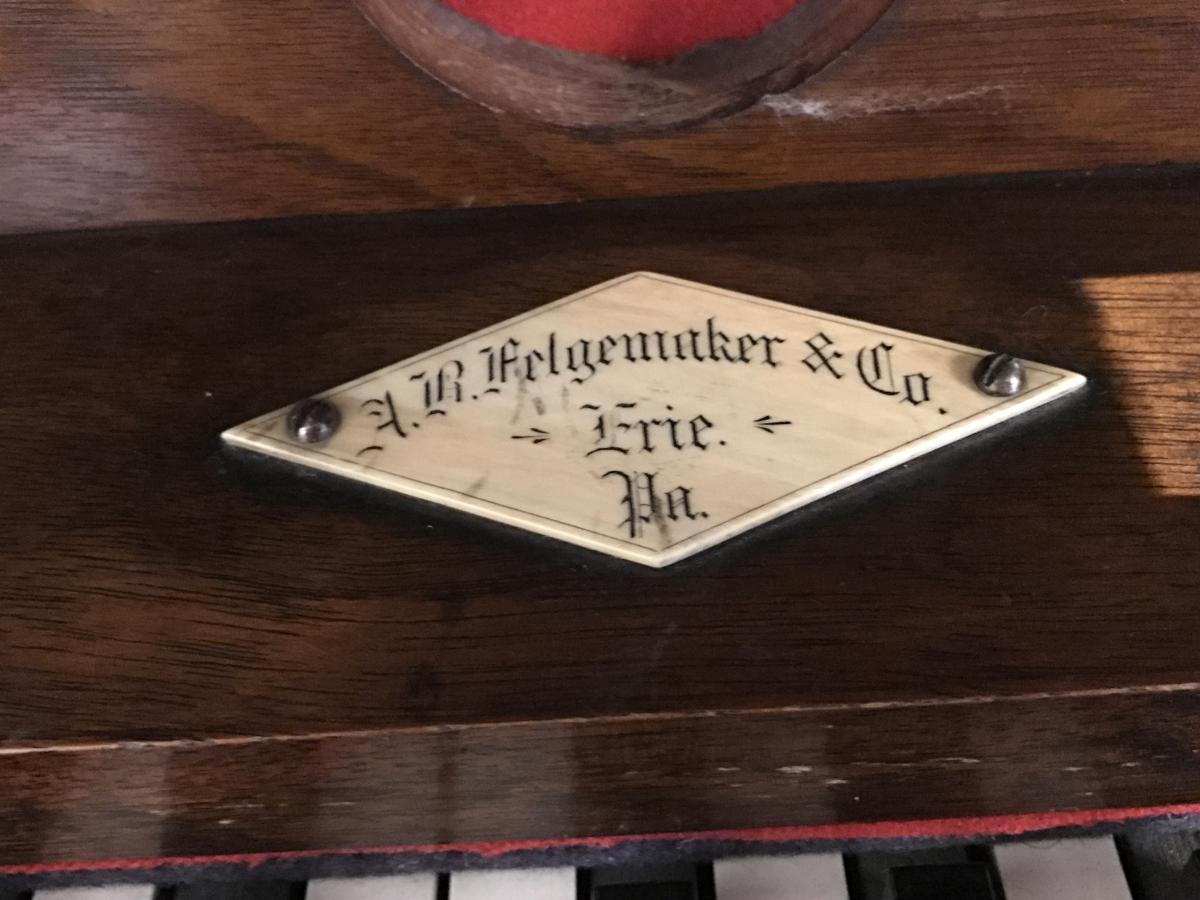 A.B. Felgemaker & Co.
Erie.
Pa.